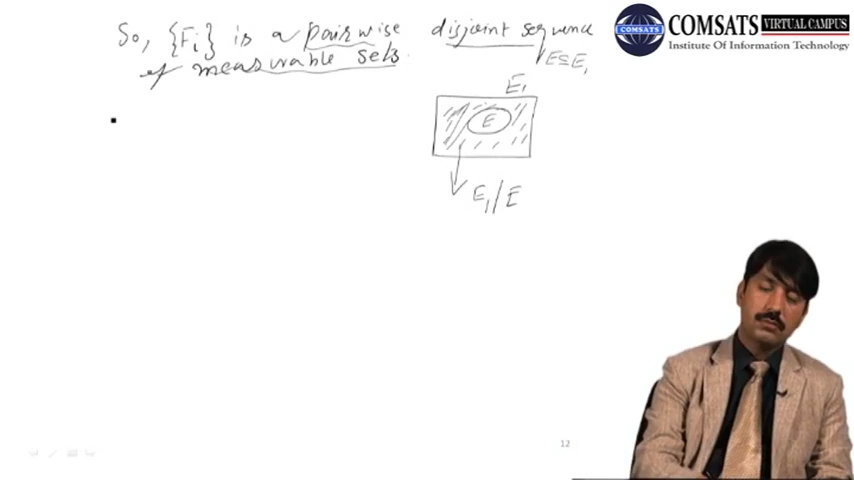 So, {Fi} is a pairwise disjoint sequence
of measurable sets.
E⊆E₁
E₁
E
E₁/E
COMSATS VIRTUAL CAMPUS
COMSATS
Institute Of Information Technology
12